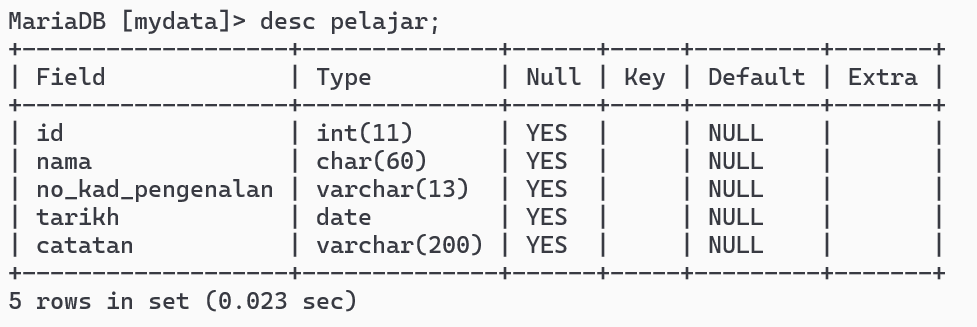 MariaDB [mydata]> desc pelajar;
+-------------------+--------------+------+-----+---------+-------+
| Field             | Type         | Null | Key | Default | Extra |
+-------------------+--------------+------+-----+---------+-------+
| id                | int(11)      | YES  |     | NULL    |       |
| nama              | char(60)     | YES  |     | NULL    |       |
| no_kad_pengenalan | varchar(13)  | YES  |     | NULL    |       |
| tarikh            | date         | YES  |     | NULL    |       |
| catatan           | varchar(200) | YES  |     | NULL    |       |
+-------------------+--------------+------+-----+---------+-------+
5 rows in set (0.023 sec)